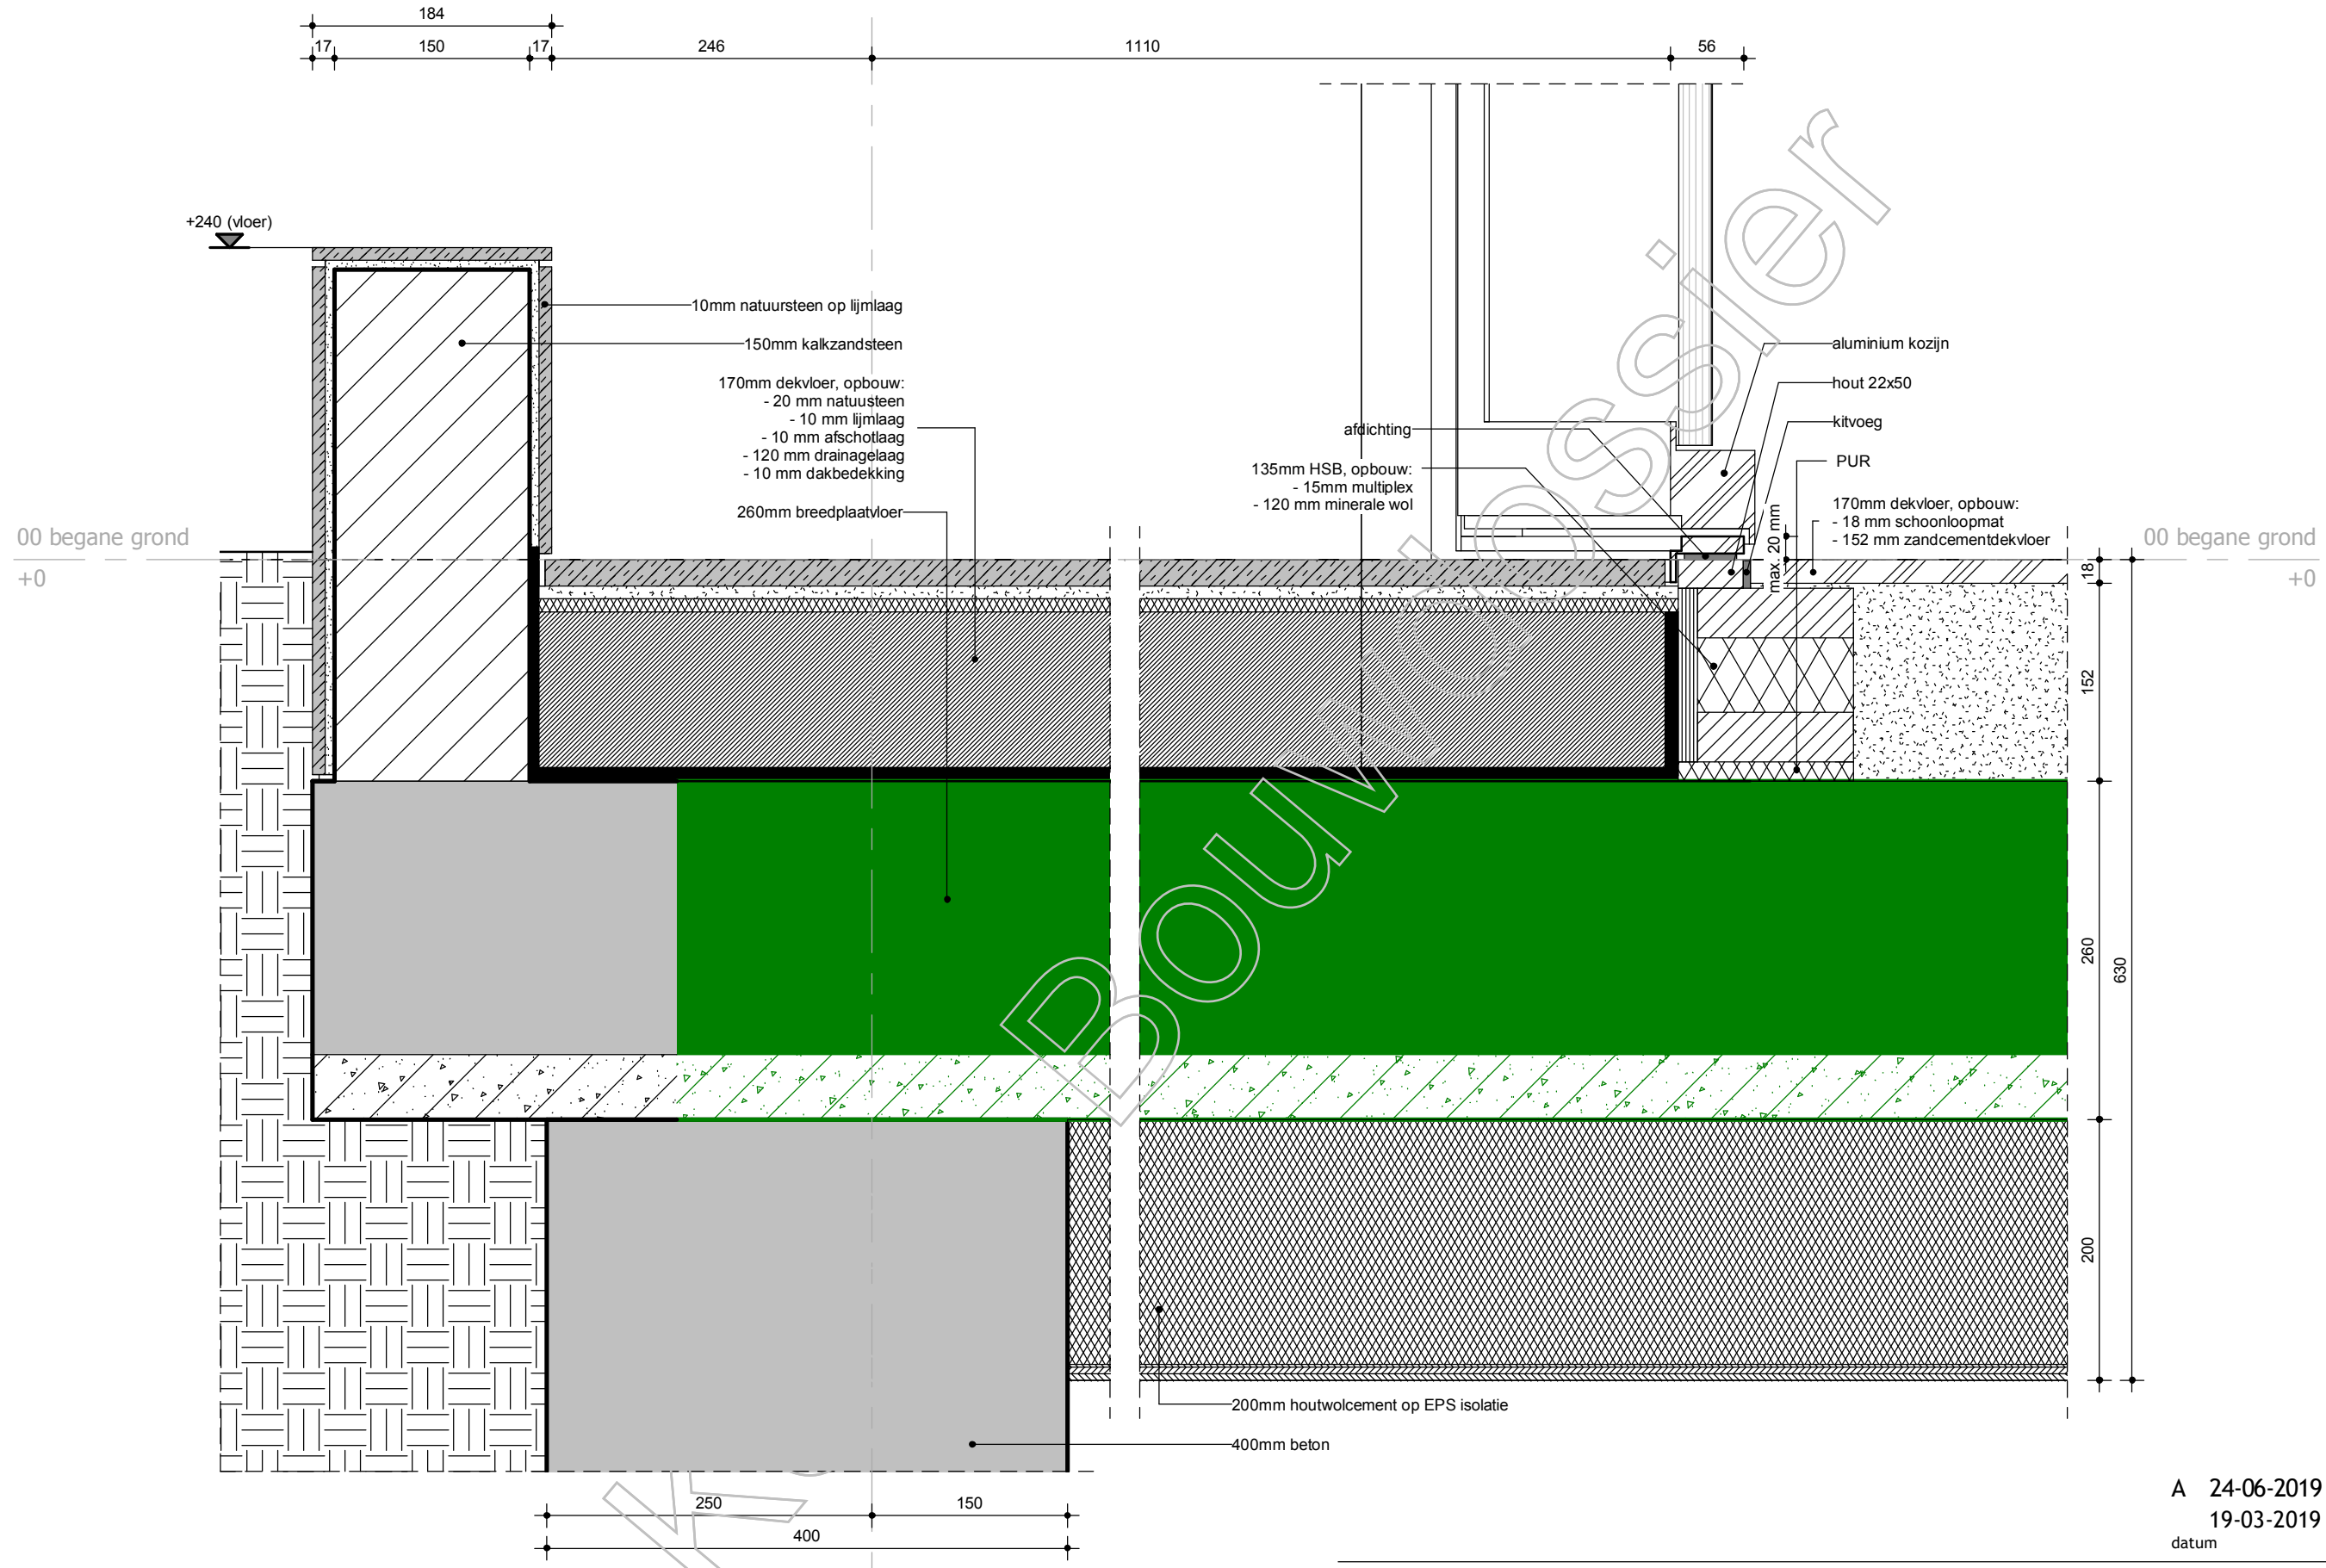 184
17
150
17
246
1110
56
+240 (vloer)
10mm natuursteen op lijmlaag
150mm kalkzandsteen
170mm dekvloer, opbouw:
- 20 mm natuusteen
- 10 mm lijmlaag
- 10 mm afschotlaag
- 120 mm drainagelaag
- 10 mm dakbedekking
260mm breedplaatvloer
aluminium kozijn
hout 22x50
kitvoeg
afdichting
PUR
135mm HSB, opbouw:
- 15mm multiplex
- 120 mm minerale wol
170mm dekvloer, opbouw:
- 18 mm schoonloopmat
- 152 mm zandcementdekvloer
max. 20 mm
00 begane grond
+0
00 begane grond
+0
18
152
260
630
200
200mm houtwolcement op EPS isolatie
400mm beton
250
150
400
A 24-06-2019
19-03-2019
datum